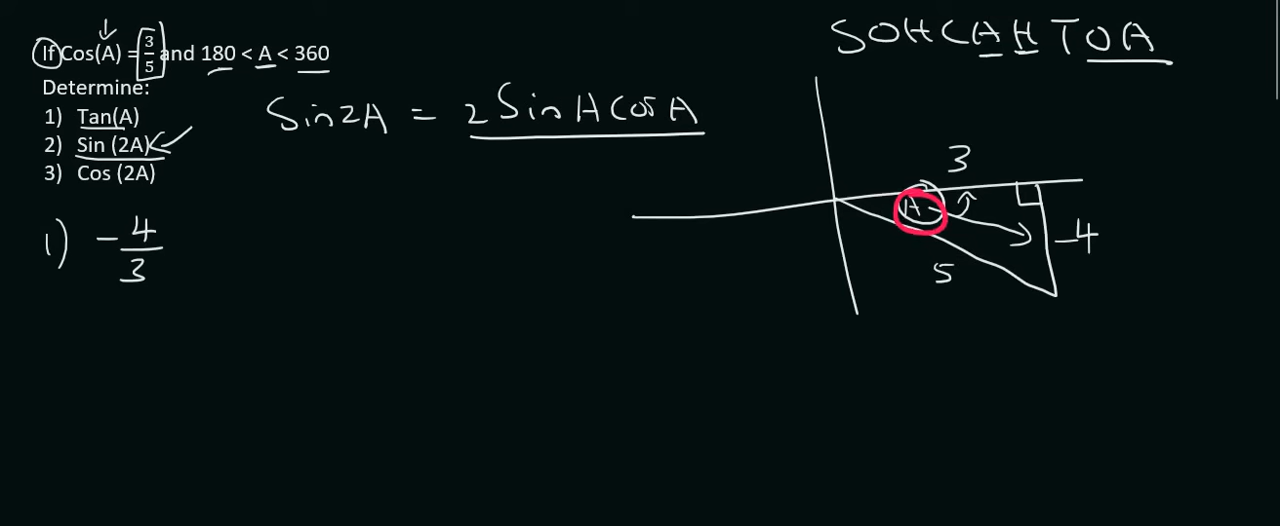 If Cos(A) = 3/5 and 180 < A < 360
Determine:
1) Tan(A)
2) Sin (2A)
3) Cos (2A)
SOHCAHTOA
Sin2A = 2SinACosA
1) -4/3
3
A
-4
5